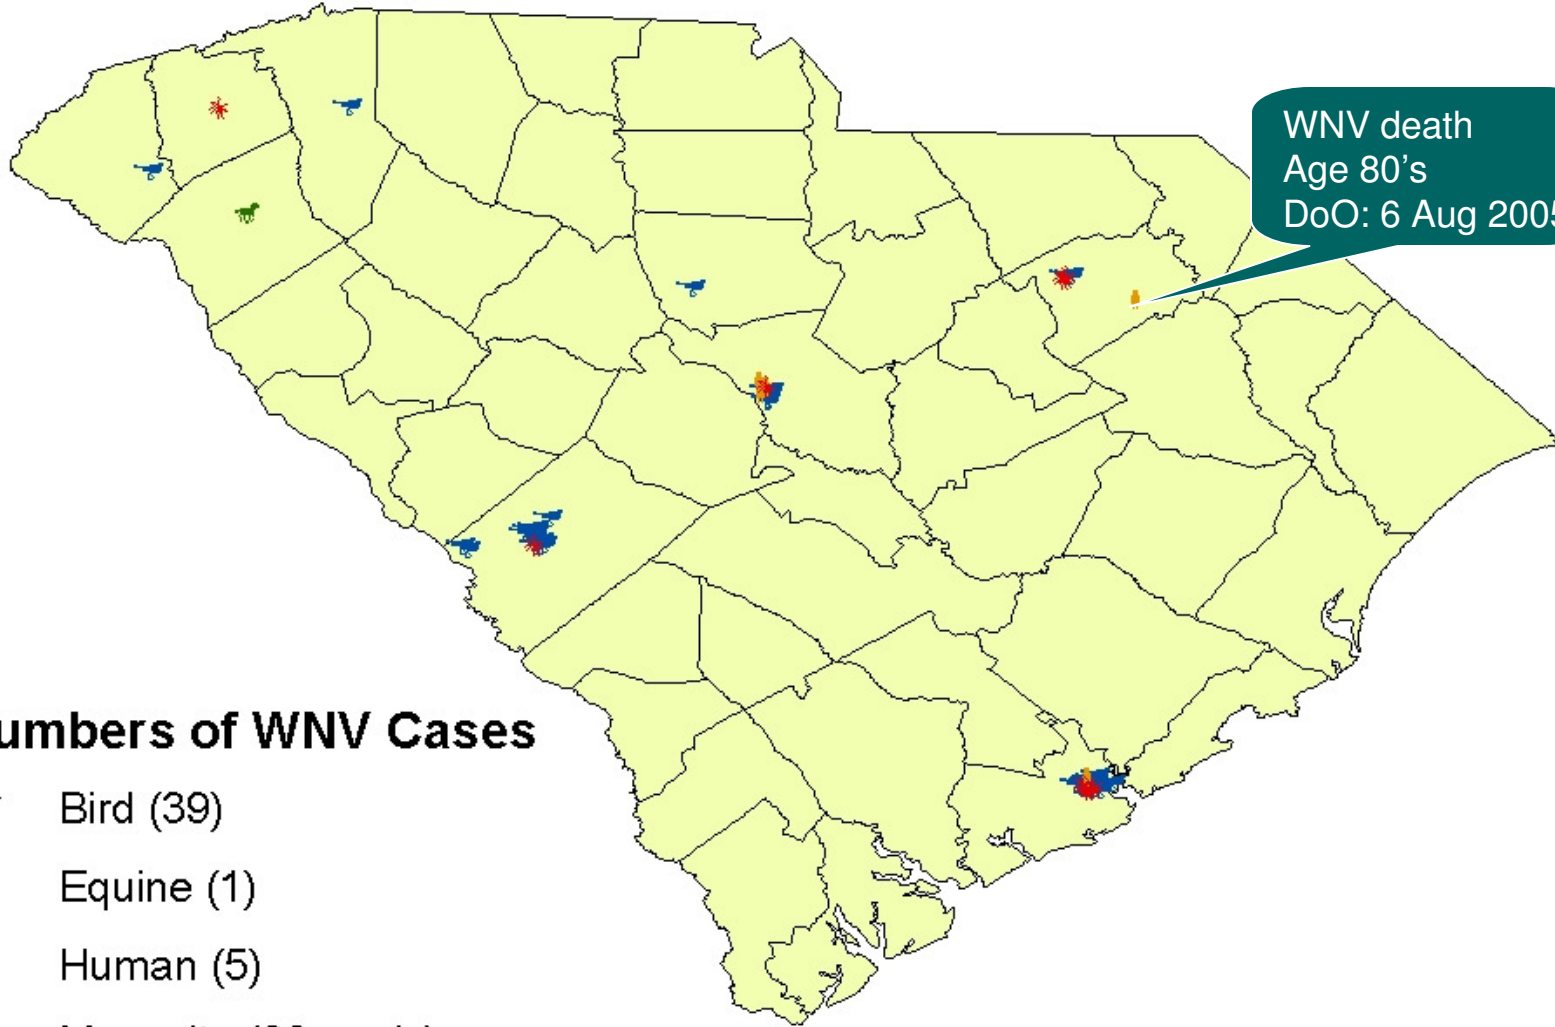 WNV death
Age 80's
DoO: 6 Aug 2005
umbers of WNV Cases
Bird (39)
Equine (1)
Human (5)